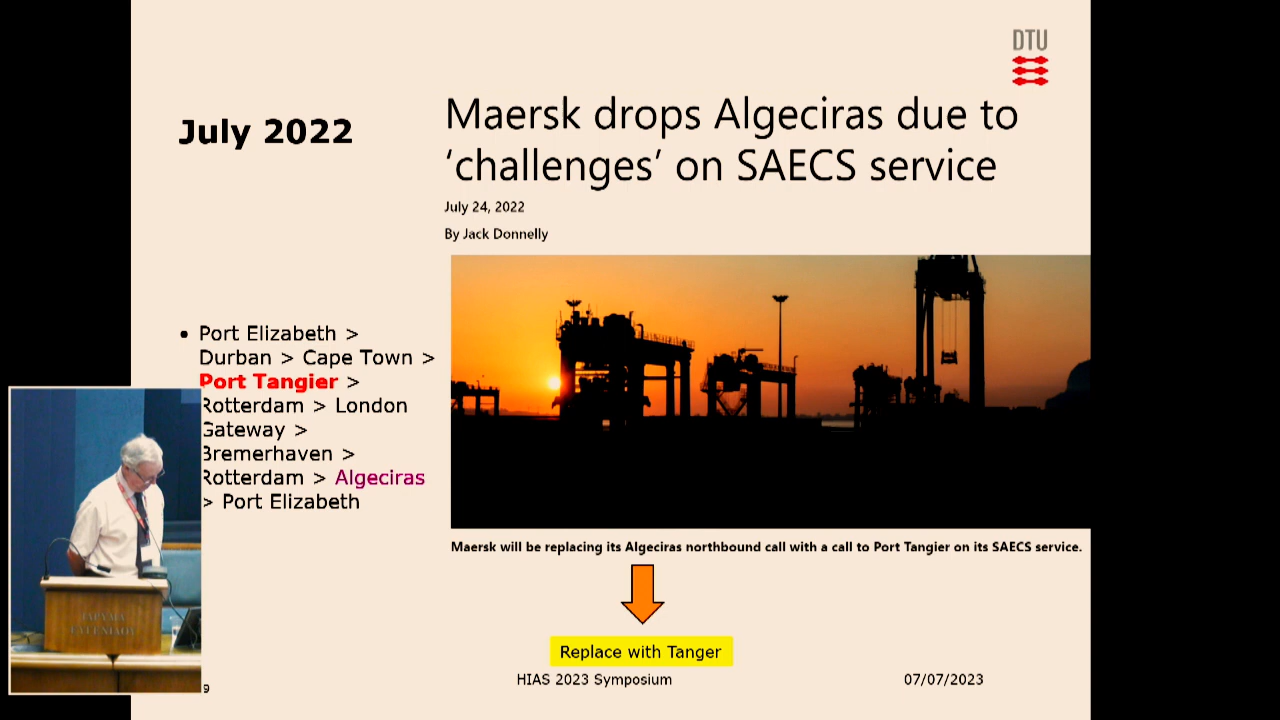 DTU
July 2022
Maersk drops Algeciras due to
‘challenges’ on SAECS service
July 24, 2022
By Jack Donnelly
• Port Elizabeth >
Durban > Cape Town >
Port Tangier >
Rotterdam > London
Gateway >
Bremerhaven >
Rotterdam > Algeciras
> Port Elizabeth
Maersk will be replacing its Algeciras northbound call with a call to Port Tangier on its SAECS service.
Replace with Tanger
HIAS 2023 Symposium
07/07/2023
9
ΙΔΡΥΜΑ
ΕΥΓΕΝΙΔΟΥ